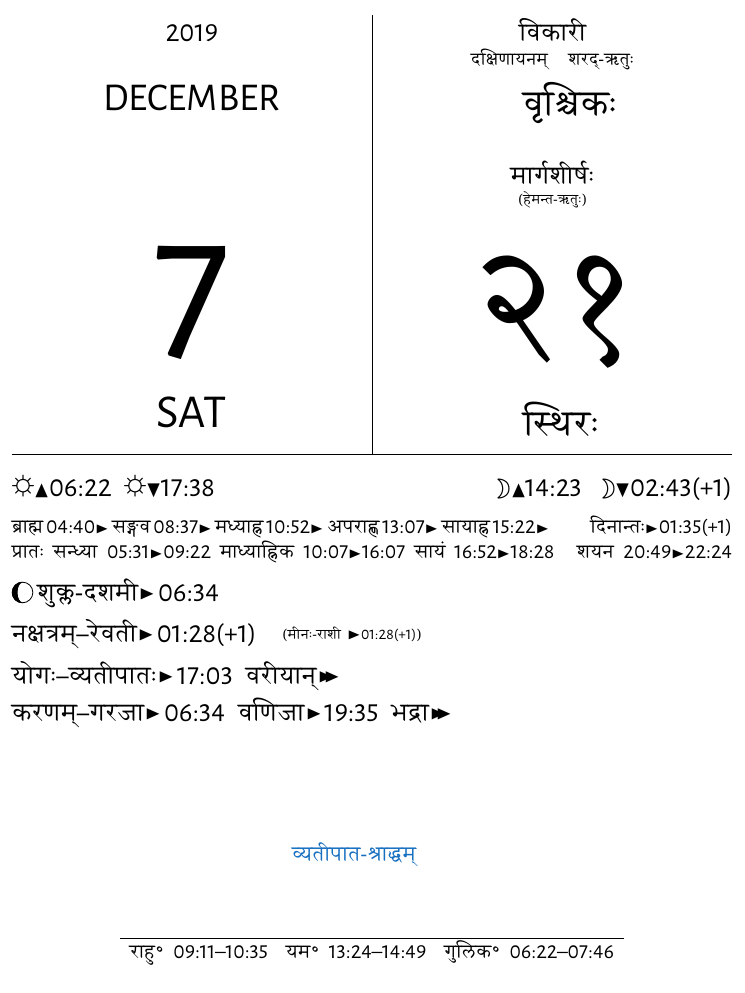 2019
DECEMBER
7
SAT
विकारी
दक्षिणायनम् शरद्-ऋतुः
वृश्चिकः
मार्गशीर्षः
(हेमन्त-ऋतुः)
२१
स्थिरः
☼▲06:22 ☼▼17:38 ☽▲14:23 ☽▼02:43(+1)
ब्राह्म 04:40► सङ्गव 08:37► मध्याह्न 10:52► अपराह्ण 13:07► सायाह्न 15:22► दिनान्तः►01:35(+1)
प्रातः सन्ध्या 05:31►09:22 माध्याह्निक 10:07►16:07 सायं 16:52►18:28 शयन 20:49►22:24
शुक्ल-दशमी► 06:34
नक्षत्रम्–रेवती► 01:28(+1) (मीनः-राशी ►01:28(+1))
योगः–व्यतीपातः►17:03 वरीयान्►►
करणम्–गरजा► 06:34 वणिजा►19:35 भद्रा►►
व्यतीपात-श्राद्धम्
राहु॰ 09:11–10:35 यम॰ 13:24–14:49 गुलिक॰ 06:22–07:46